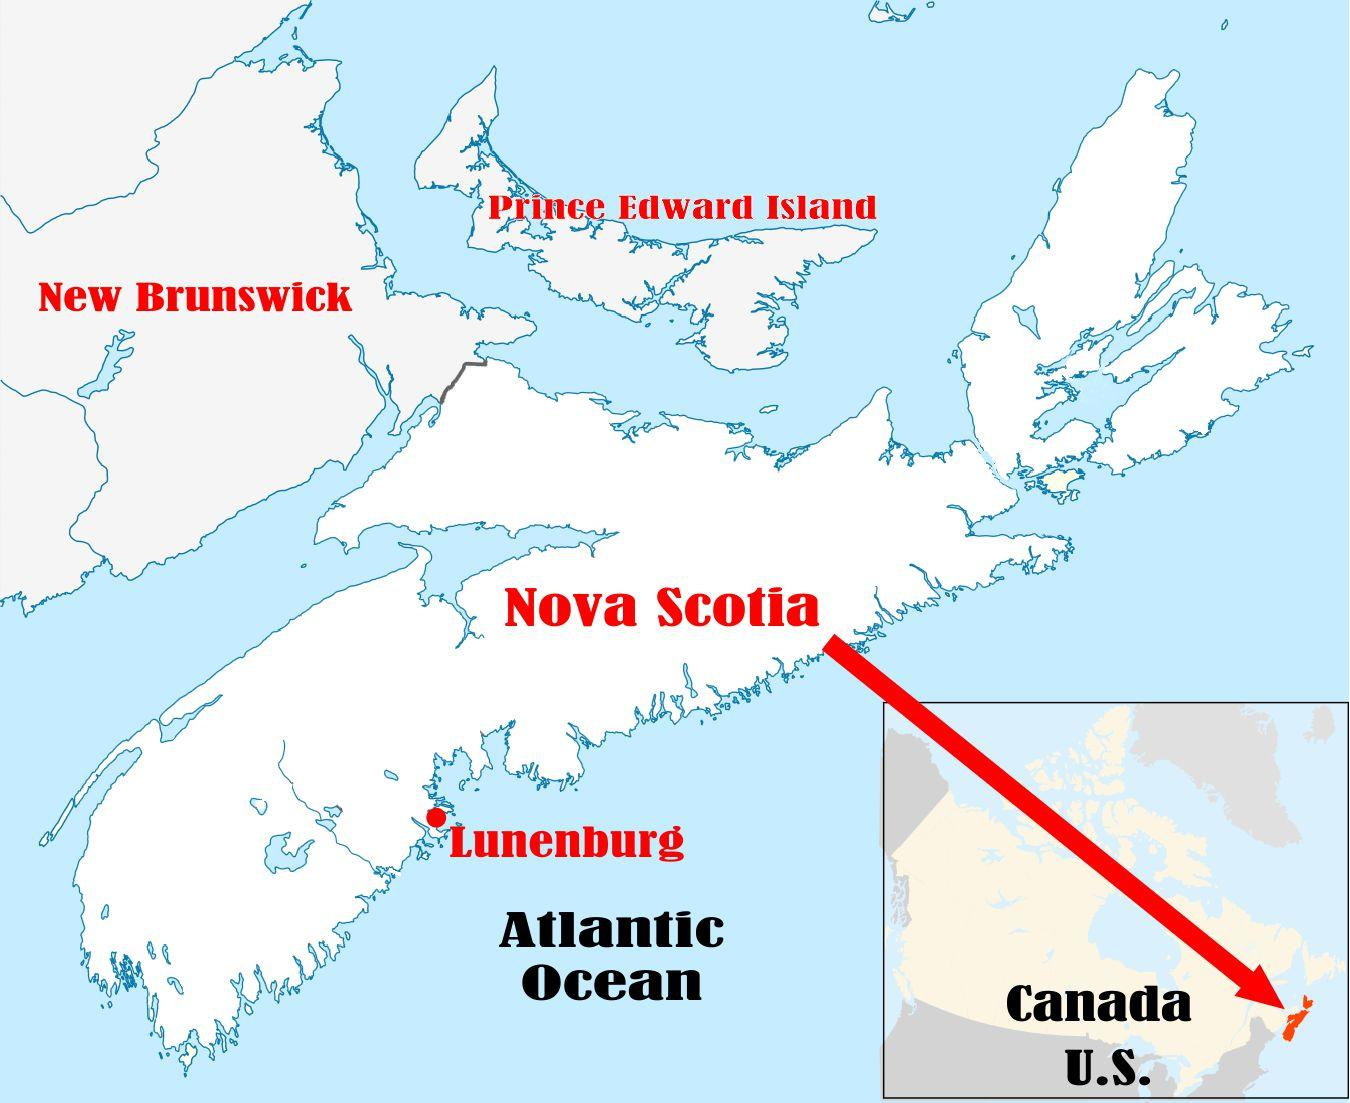 Prince Edward Island
New Brunswick
Nova Scotia
Lunenburg
Atlantic
Ocean
Canada
U.S.